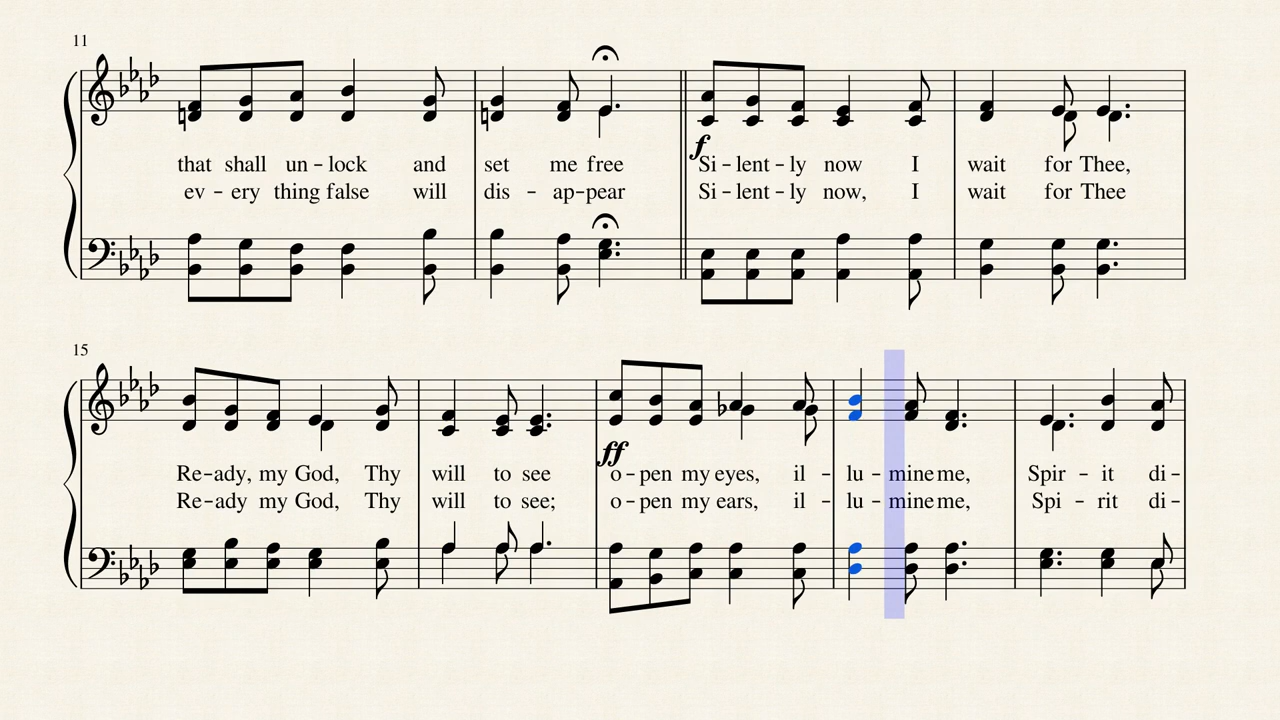 11
that shall un – lock and set me free Si – lent – ly now I wait for Thee,
f
ev – ery thing false will dis – ap–pear Si – lent – ly now, I wait for Thee
15
Re–ady, my God, Thy will to see o – pen my eyes, il – lu – mine me, Spir – it di –
ff
Re–ady my God, Thy will to see; o – pen my ears, il – lu – mine me, Spi – rit di –